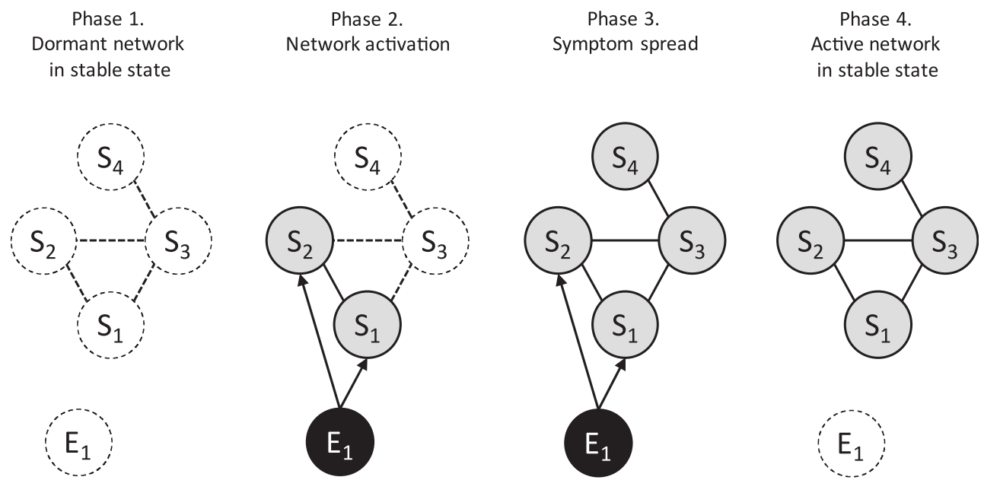 Phase 1.
Dormant network
in stable state
S4
S2
S3
S1
E1
Phase 2.
Network activation
S4
S2
S3
S1
E1
Phase 3.
Symptom spread
S4
S2
S3
S1
E1
Phase 4.
Active network
in stable state
S4
S2
S3
S1
E1